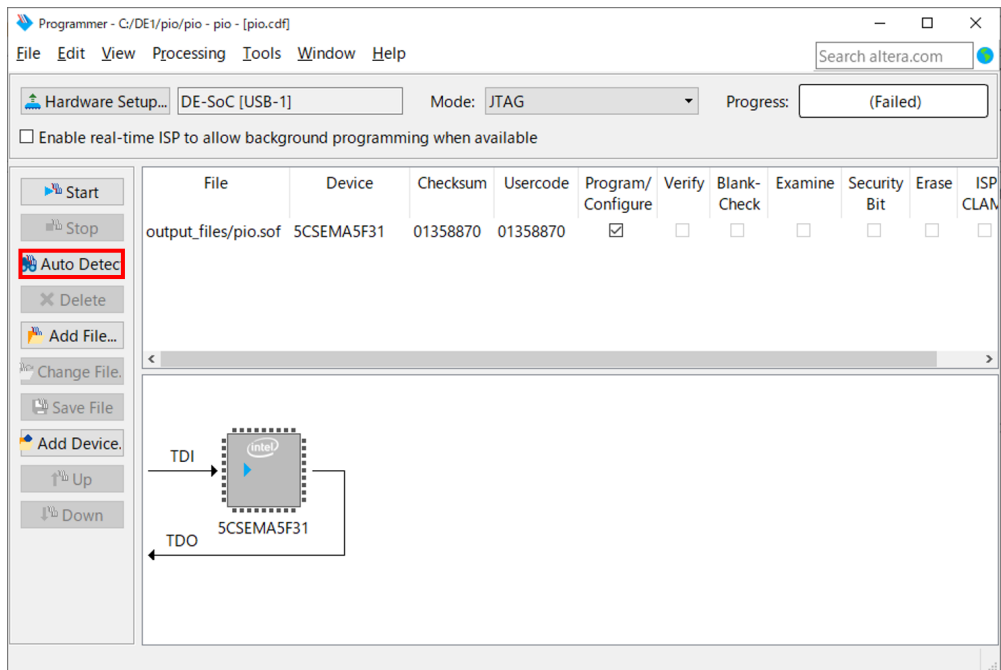 Programmer - C:/DE1/pio/pio - pio - [pio.cdf]
File Edit View Processing Tools Window Help
Search altera.com
Hardware Setup... DE-SoC [USB-1] Mode: JTAG Progress: (Failed)
Enable real-time ISP to allow background programming when available
Start
Stop
Auto Detec
Delete
Add File...
Change File.
Save File
Add Device.
Up
Down
File Device Checksum Usercode Program/ Verify Blank- Examine Security Erase ISP
Configure Check Bit CLAM
output_files/pio.sof 5CSEMA5F31 01358870 01358870
TDI
intel
5CSEMA5F31
TDO